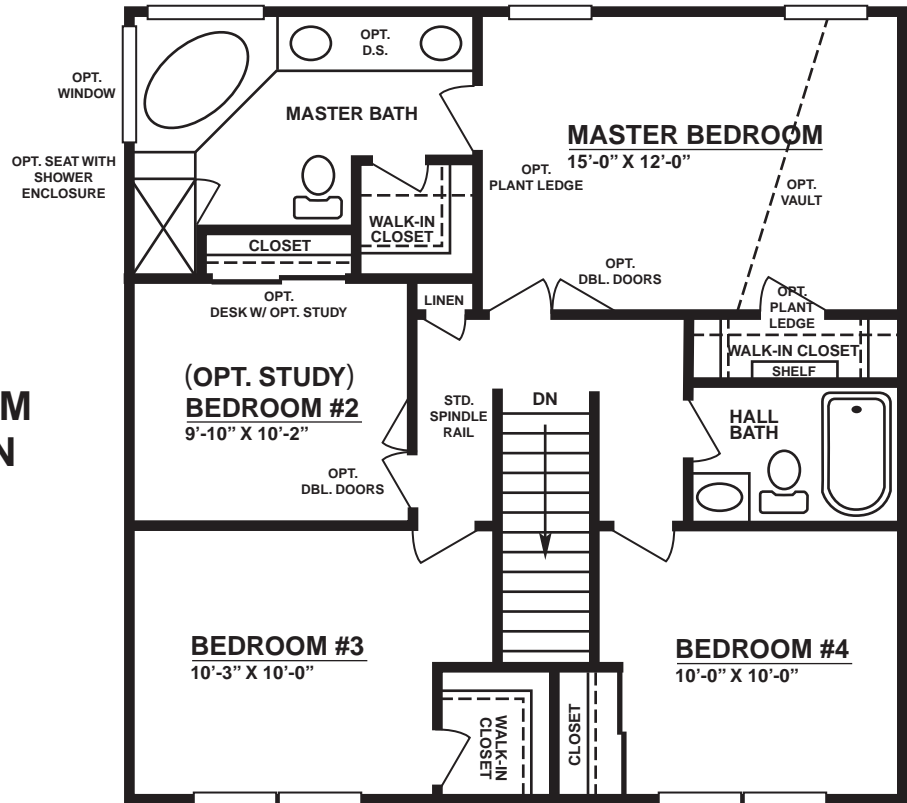 OPT.
D.S.
OPT.
WINDOW
MASTER BATH
MASTER BEDROOM
15'-0" X 12'-0"
OPT. SEAT WITH
SHOWER
ENCLOSURE
OPT.
PLANT LEDGE
OPT.
VAULT
WALK-IN
CLOSET
CLOSET
OPT.
DBL. DOORS
OPT.
DESK W/ OPT. STUDY
LINEN
OPT.
PLANT
LEDGE
WALK-IN CLOSET
SHELF
(OPT. STUDY)
BEDROOM #2
9'-10" X 10'-2"
STD.
SPINDLE
RAIL
DN
HALL
BATH
M
N
OPT.
DBL. DOORS
BEDROOM #3
10'-3" X 10'-0"
BEDROOM #4
10'-0" X 10'-0"
WALK-IN
CLOSET
CLOSET